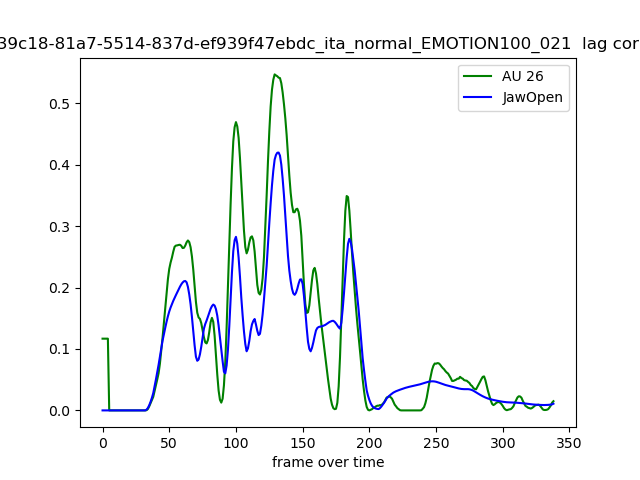 39c18-81a7-5514-837d-ef939f47ebdc_ita_normal_EMOTION100_021 lag cor
AU 26
JawOpen
0.5
0.4
0.3
0.2
0.1
0.0
0 50 100 150 200 250 300 350
frame over time